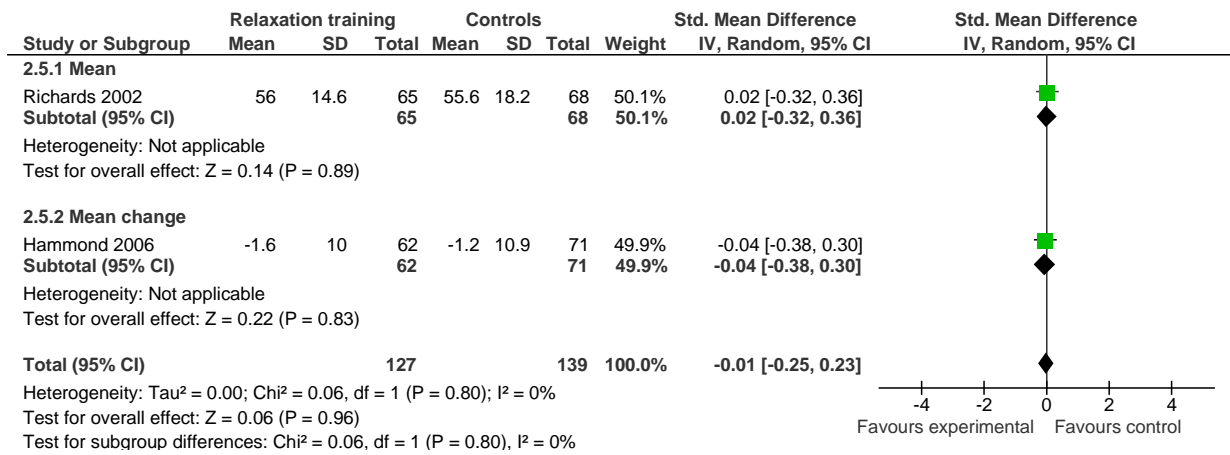 Relaxation training Controls Std. Mean Difference Std. Mean Difference
Study or Subgroup Mean SD Total Mean SD Total Weight IV, Random, 95% CI IV, Random, 95% CI
2.5.1 Mean
Richards 2002 56 14.6 65 55.6 18.2 68 50.1% 0.02 [-0.32, 0.36]
Subtotal (95% CI) 65 68 50.1% 0.02 [-0.32, 0.36]
Heterogeneity: Not applicable
Test for overall effect: Z = 0.14 (P = 0.89)
2.5.2 Mean change
Hammond 2006 -1.6 10 62 -1.2 10.9 71 49.9% -0.04 [-0.38, 0.30]
Subtotal (95% CI) 62 71 49.9% -0.04 [-0.38, 0.30]
Heterogeneity: Not applicable
Test for overall effect: Z = 0.22 (P = 0.83)
Total (95% CI) 127 139 100.0% -0.01 [-0.25, 0.23]
Heterogeneity: Tau² = 0.00; Chi² = 0.06, df = 1 (P = 0.80); I² = 0%
Test for overall effect: Z = 0.06 (P = 0.96)
Test for subgroup differences: Chi² = 0.06, df = 1 (P = 0.80), I² = 0%
-4 -2 0 2 4
Favours experimental Favours control